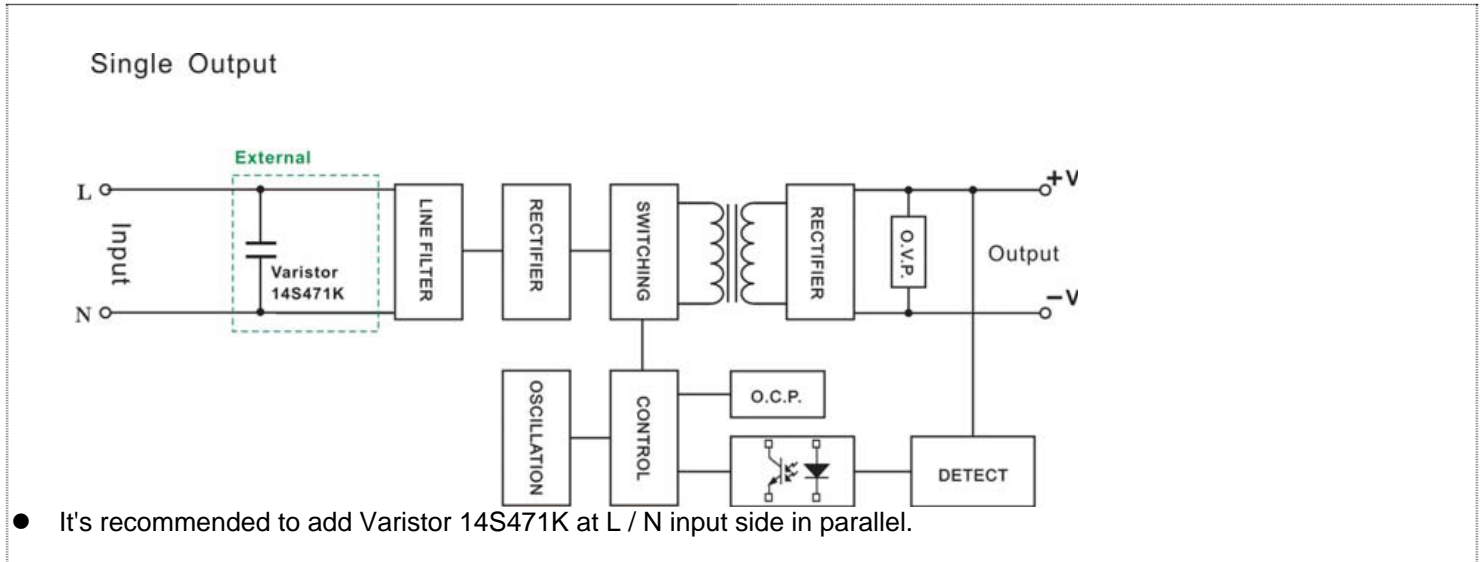 Single Output
External
L
Input
N
Varistor
14S471K
LINE FILTER
RECTIFIER
SWITCHING
RECTIFIER
O.V.P.
+V
Output
-V
OSCILLATION
CONTROL
O.C.P.
DETECT
● It's recommended to add Varistor 14S471K at L / N input side in parallel.